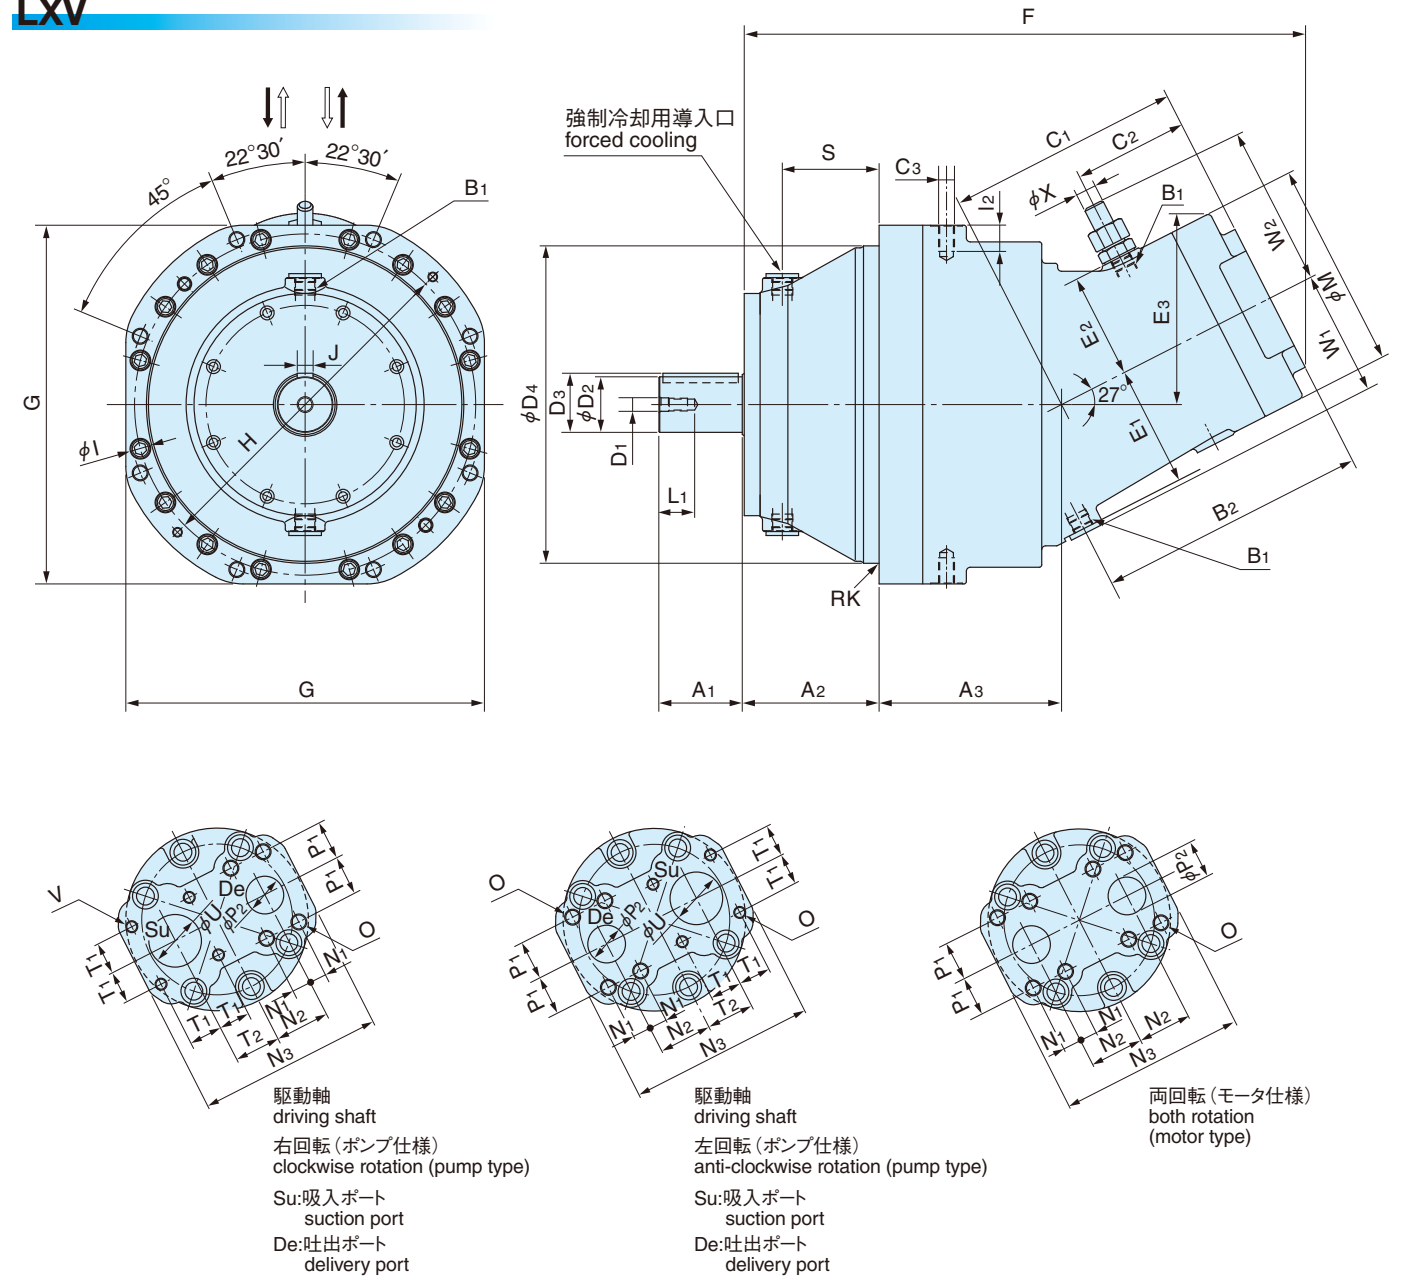 LXV
F
強制冷却用導入口
forced cooling
22°30′
22°30′
45°
B1
S
C3
I2
C1
C2
φX
B1
W2
φM
W1
E3
E2
E1
27°
B2
B1
G
φI
H
J
φD4
D3
φD2
D1
L1
RK
G
A1
A2
A3
V
Su
De
φU
φP2
P1
P1
O
T1
T1
T1
T1
T2
N1
N1
N2
N3
O
De
Su
φP2
φU
T1
T1
O
P1
P1
N1
N1
N2
T1
T1
T2
N3
φP2
O
P1
P1
N1
N1
N2
N2
N3
駆動軸
driving shaft
右回転（ポンプ仕様）
clockwise rotation (pump type)
Su:吸入ポート
suction port
De:吐出ポート
delivery port
駆動軸
driving shaft
左回転（ポンプ仕様）
anti-clockwise rotation (pump type)
Su:吸入ポート
suction port
De:吐出ポート
delivery port
両回転（モータ仕様）
both rotation
(motor type)